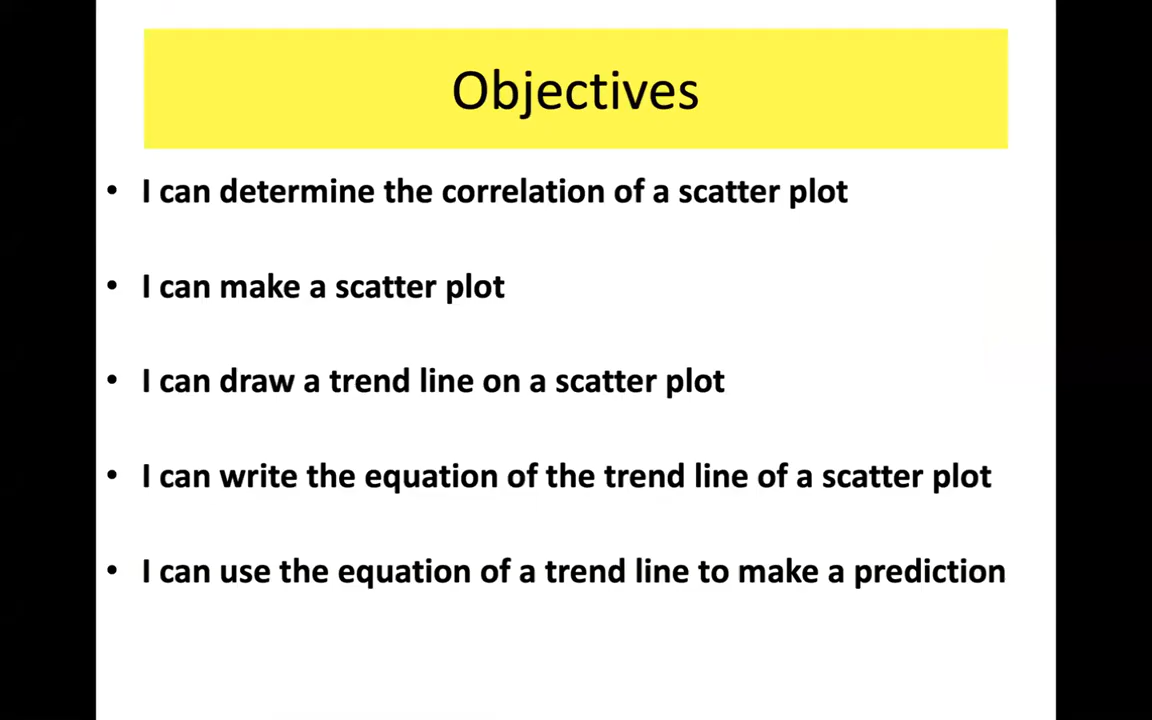 Objectives
• I can determine the correlation of a scatter plot
• I can make a scatter plot
• I can draw a trend line on a scatter plot
• I can write the equation of the trend line of a scatter plot
• I can use the equation of a trend line to make a prediction